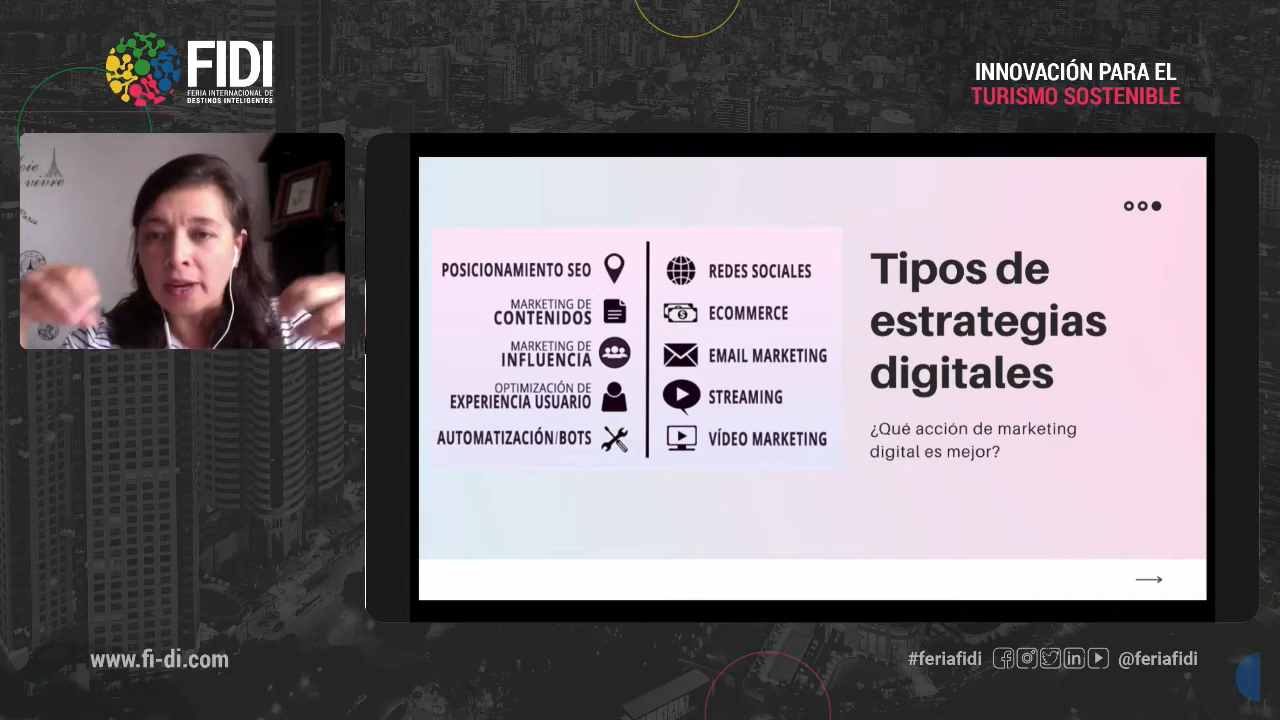 FIDI
FERIA INTERNACIONAL DE
DESTINOS INTELIGENTES
INNOVACIÓN PARA EL
TURISMO SOSTENIBLE
vivre
POSICIONAMIENTO SEO
MARKETING DE
CONTENIDOS
MARKETING DE
INFLUENCIA
OPTIMIZACIÓN DE
EXPERIENCIA USUARIO
AUTOMATIZACIÓN/BOTS
REDES SOCIALES
ECOMMERCE
EMAIL MARKETING
STREAMING
VÍDEO MARKETING
Tipos de
estrategias
digitales
¿Qué acción de marketing
digital es mejor?
www.fi-di.com
#feriafidi
@feriafidi